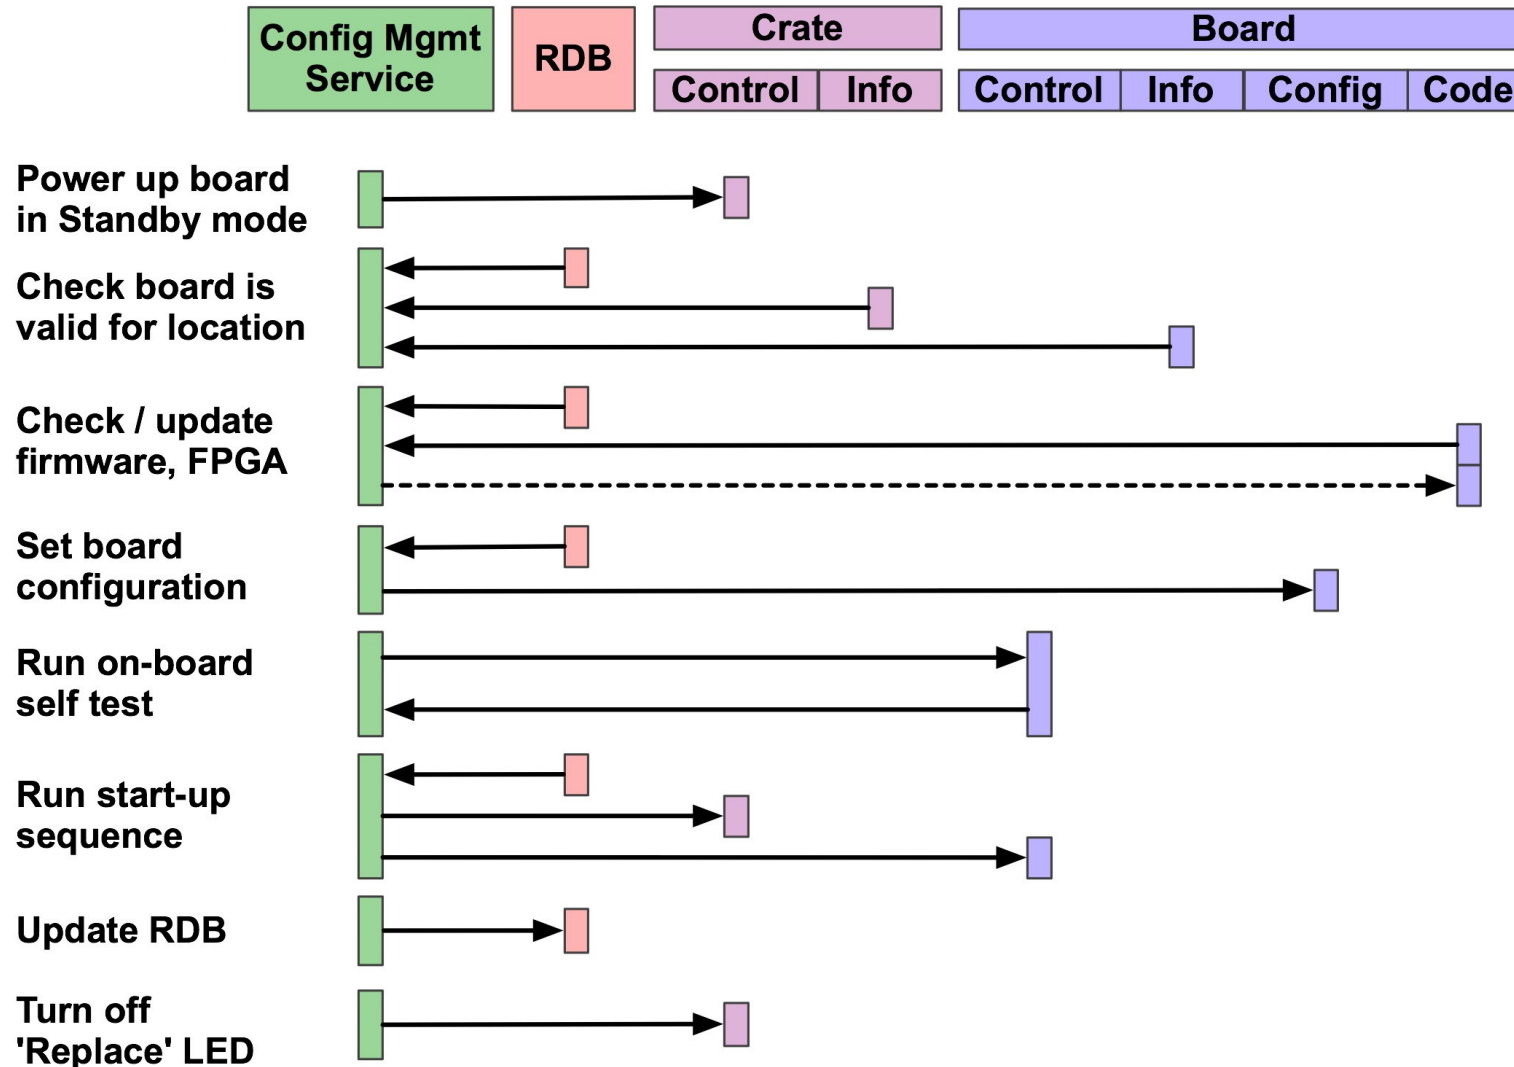 Config Mgmt
Service
RDB
Crate
Board
Control
Info
Control
Info
Config
Code
Power up board
in Standby mode
Check board is
valid for location
Check / update
firmware, FPGA
Set board
configuration
Run on-board
self test
Run start-up
sequence
Update RDB
Turn off
'Replace' LED